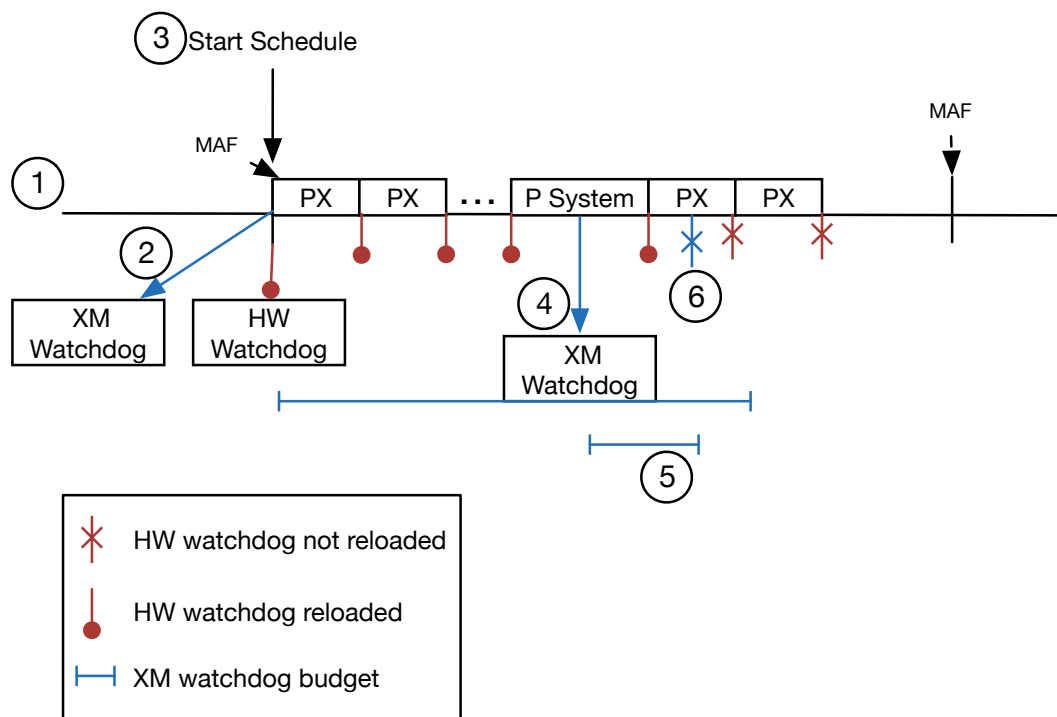 3 Start Schedule
MAF
MAF
1
PX PX ... P System PX PX
2
XM
Watchdog
HW
Watchdog
4
6
XM
Watchdog
5
HW watchdog not reloaded
HW watchdog reloaded
XM watchdog budget